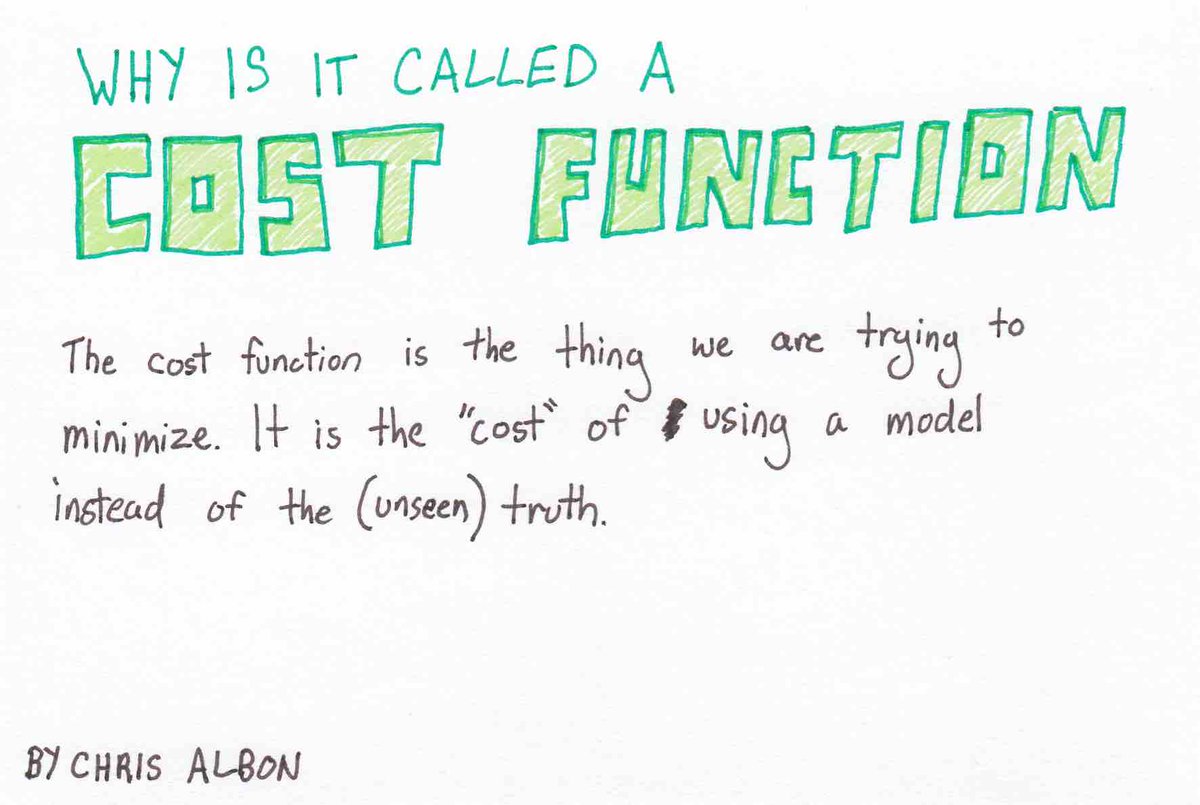 WHY IS IT CALLED A
COST FUNCTION
The cost function is the thing we are trying to
minimize. It is the "cost" of using a model
instead of the (unseen) truth.
BY CHRIS ALBON